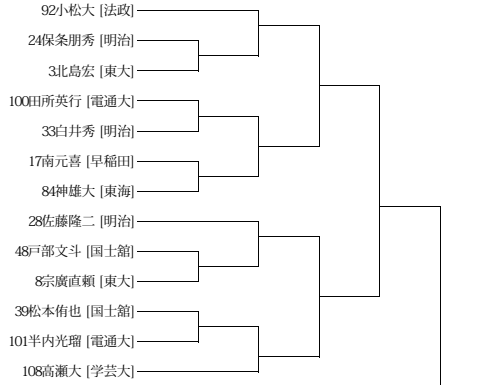 92小松大 [法政]
24保条朋秀 [明治]
3北島宏 [東大]
100田所英行 [電通大]
33白井秀 [明治]
17南元喜 [早稲田]
84神雄大 [東海]
28佐藤隆二 [明治]
48戸部文斗 [国士舘]
8宗廣直頼 [東大]
39松本侑也 [国士舘]
101半内光瑠 [電通大]
108高瀬大 [学芸大]